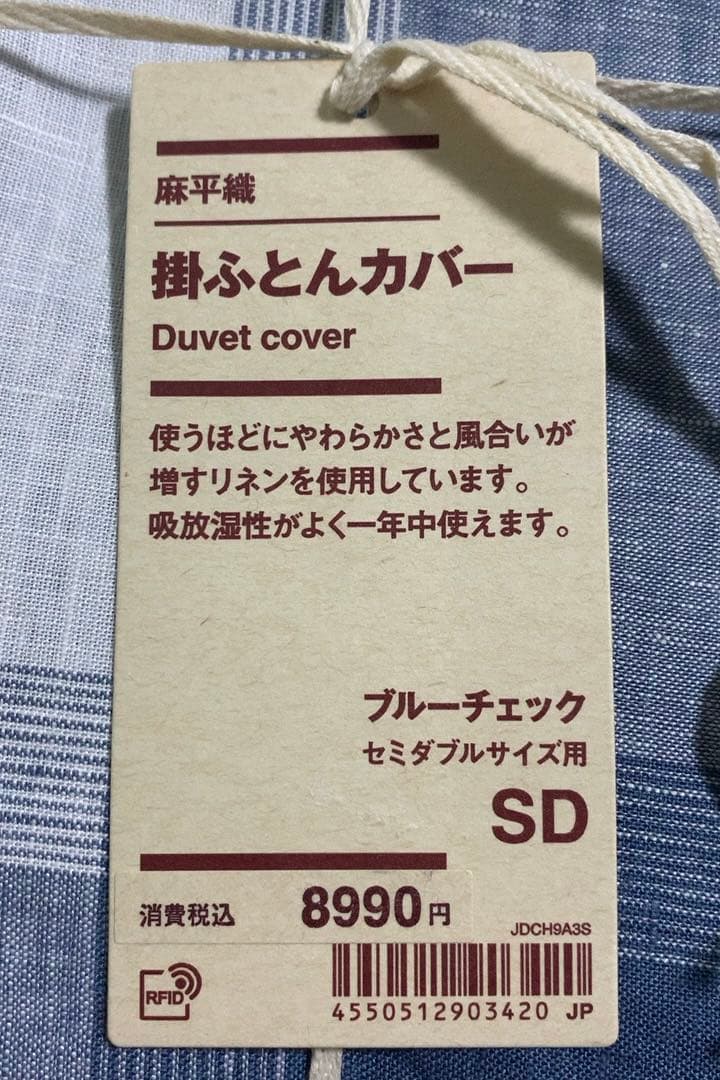 麻平織
掛ふとんカバー
Duvet cover
使うほどにやわらかさと風合いが
増すリネンを使用しています。
吸放湿性がよく一年中使えます。
ブルーチェック
セミダブルサイズ用
SD
消費税込 8990円
JDCH9A3S
RFID
4550512903420 JP